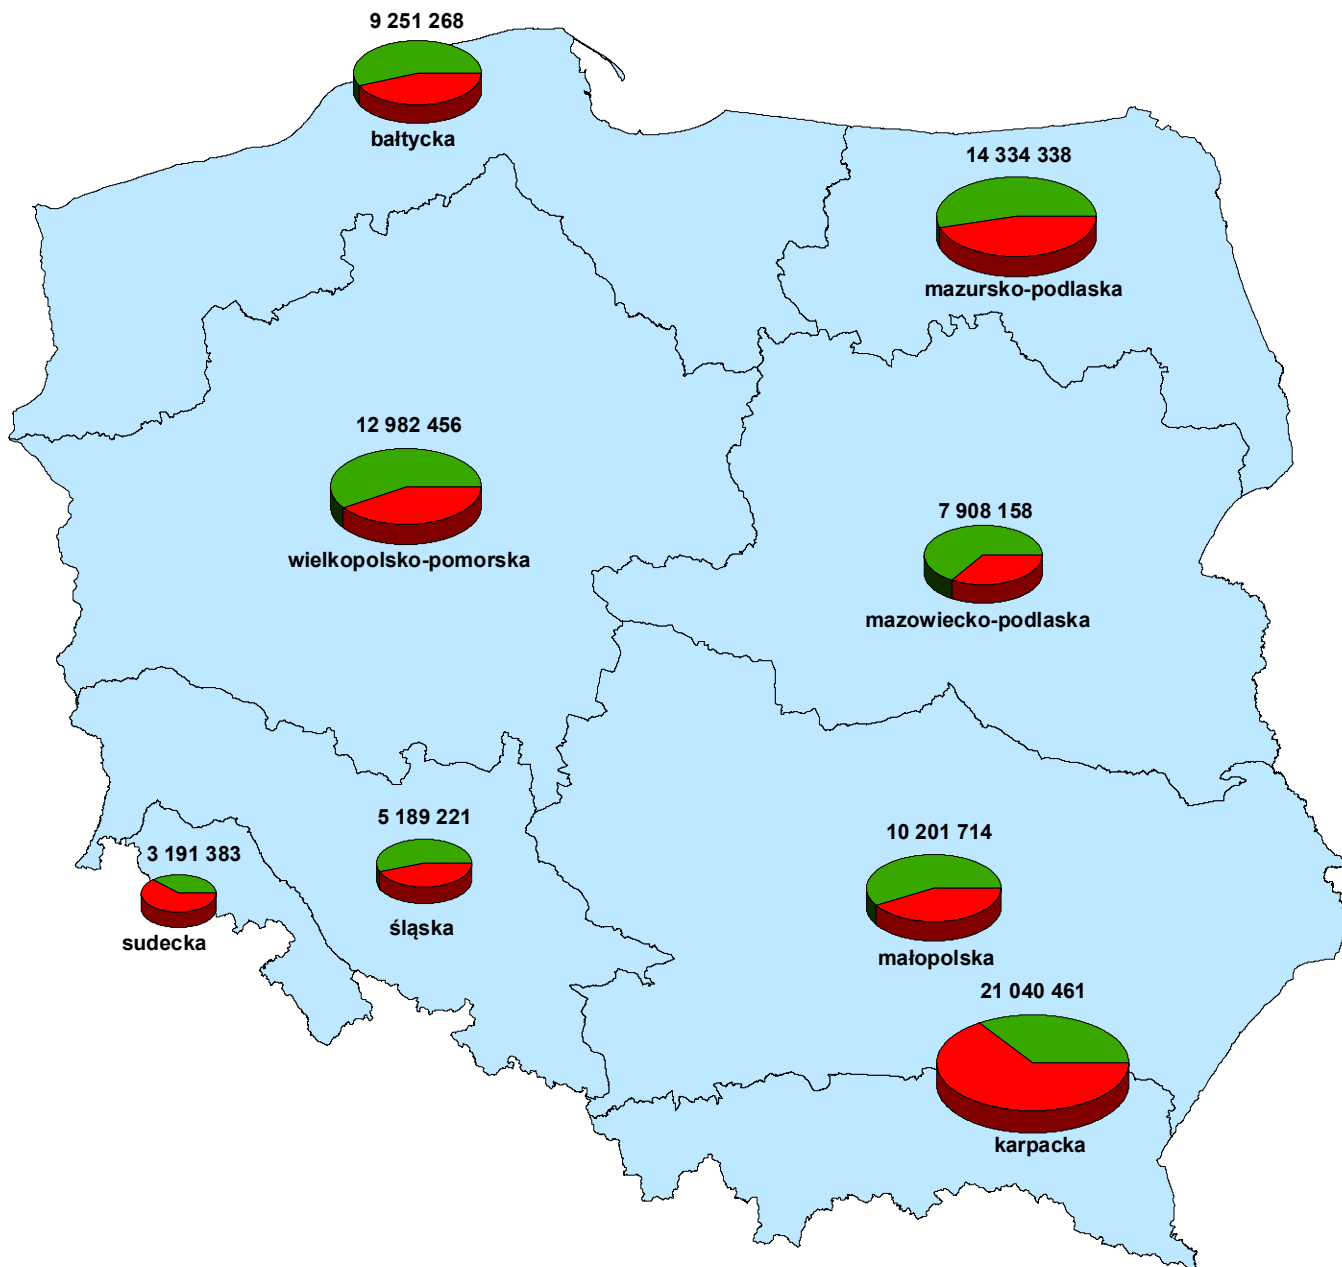 9 251 268
bałtycka
14 334 338
mazursko-podlaska
12 982 456
wielkopolsko-pomorska
7 908 158
mazowiecko-podlaska
5 189 221
śląska
3 191 383
sudecka
10 201 714
małopolska
21 040 461
karpacka